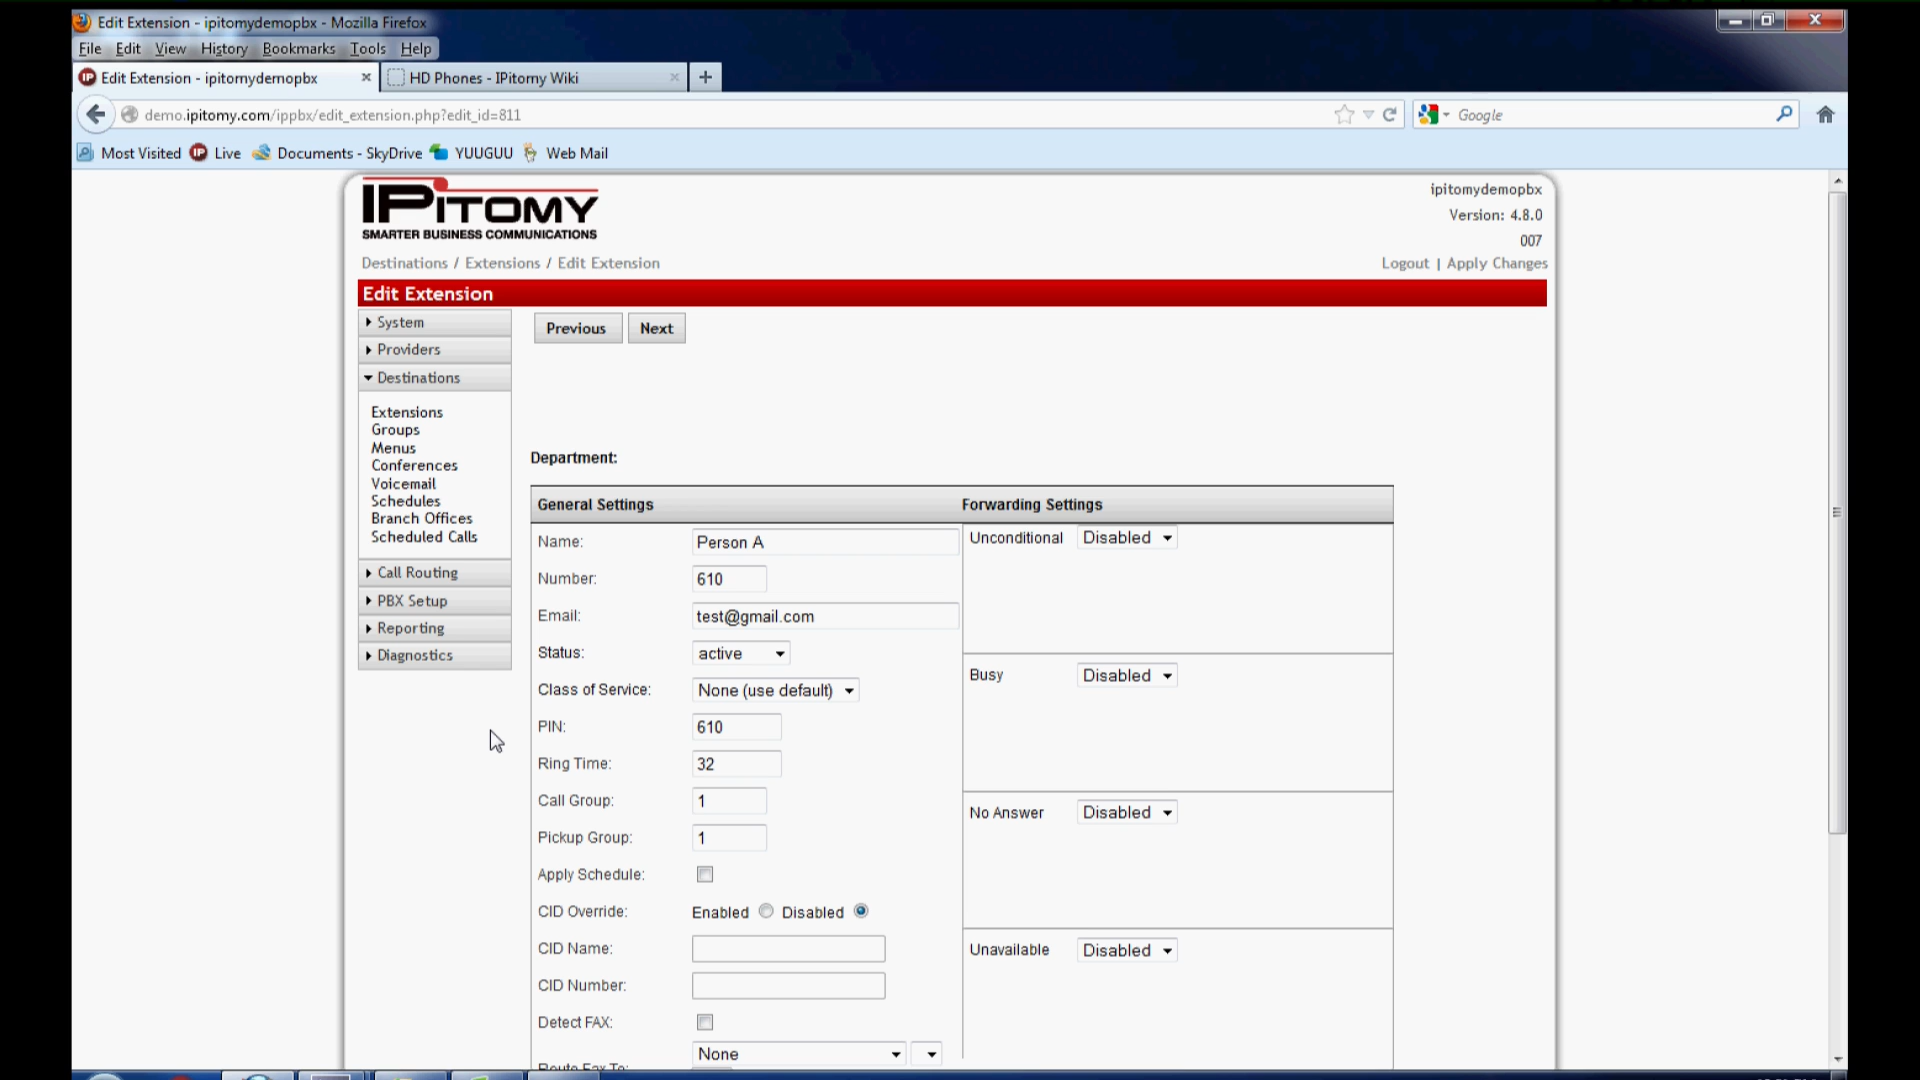 Edit Extension - ipitomydemopbx - Mozilla Firefox
File Edit View History Bookmarks Tools Help
IP Edit Extension - ipitomydemopbx × HD Phones - IPitomy Wiki × +
demo.ipitomy.com/ippbx/edit_extension.php?edit_id=811 Google
Most Visited IP Live Documents - SkyDrive YUUGUU Web Mail
IPITOMY
SMARTER BUSINESS COMMUNICATIONS
ipitomydemopbx
Version: 4.8.0
007
Destinations / Extensions / Edit Extension
Logout | Apply Changes
Edit Extension
System
Providers
Destinations
Extensions
Groups
Menus
Conferences
Voicemail
Schedules
Branch Offices
Scheduled Calls
Call Routing
PBX Setup
Reporting
Diagnostics
Previous Next
Department:
General Settings
Name: Person A
Number: 610
Email: test@gmail.com
Status: active
Class of Service: None (use default)
PIN: 610
Ring Time: 32
Call Group: 1
Pickup Group: 1
Apply Schedule:
CID Override: Enabled Disabled
CID Name:
CID Number:
Detect FAX:
Route Fax To: None
Forwarding Settings
Unconditional Disabled
Busy Disabled
No Answer Disabled
Unavailable Disabled